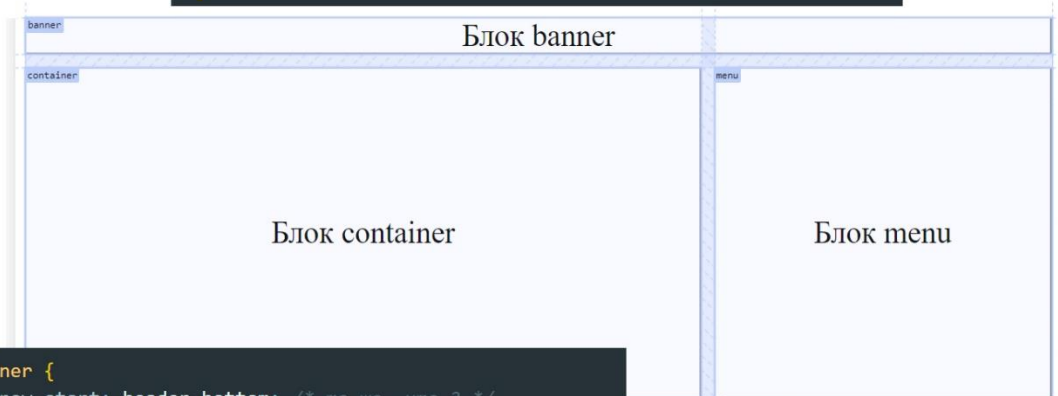 banner
Блок banner
container
menu
Блок container
Блок menu
ner {